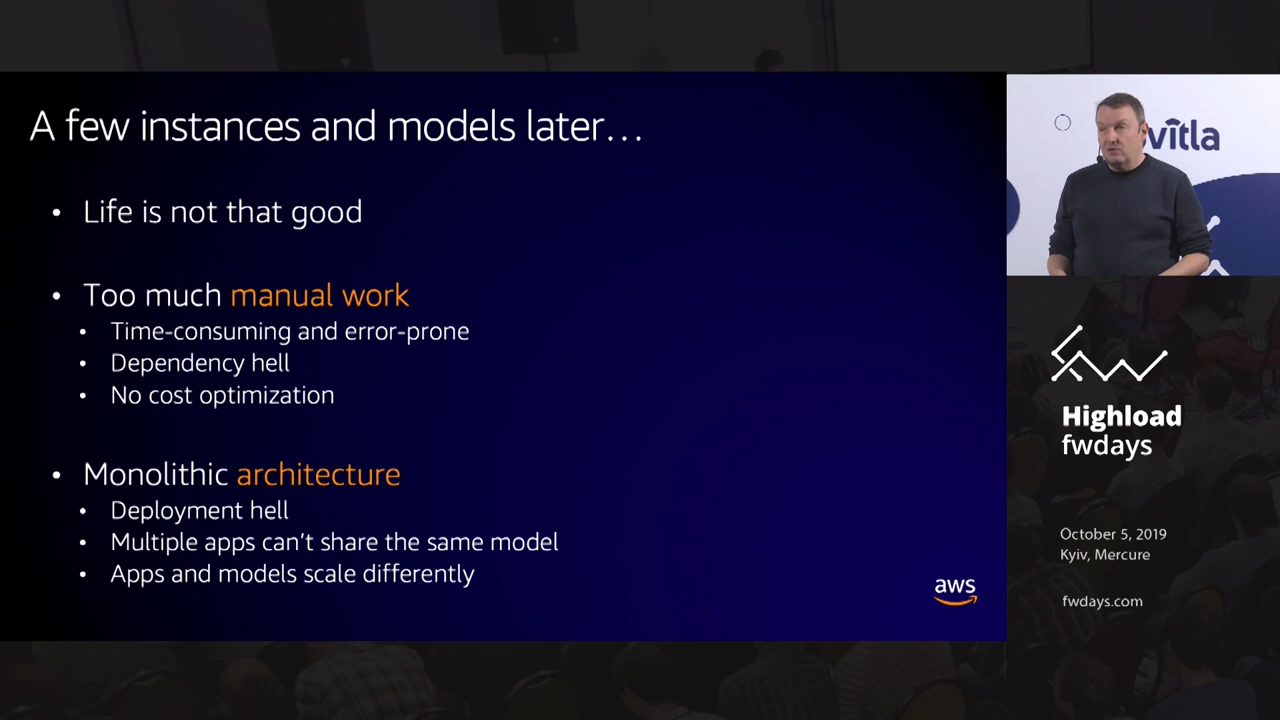 A few instances and models later…
• Life is not that good
• Too much manual work
• Time-consuming and error-prone
• Dependency hell
• No cost optimization
• Monolithic architecture
• Deployment hell
• Multiple apps can't share the same model
• Apps and models scale differently
aws
vitla
Highload
fwdays
October 5, 2019
Kyiv, Mercure
fwdays.com